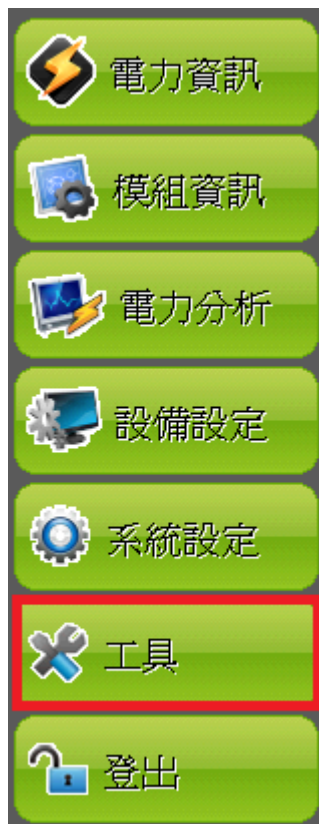 電力資訊
模組資訊
電力分析
設備設定
系統設定
工具
登出